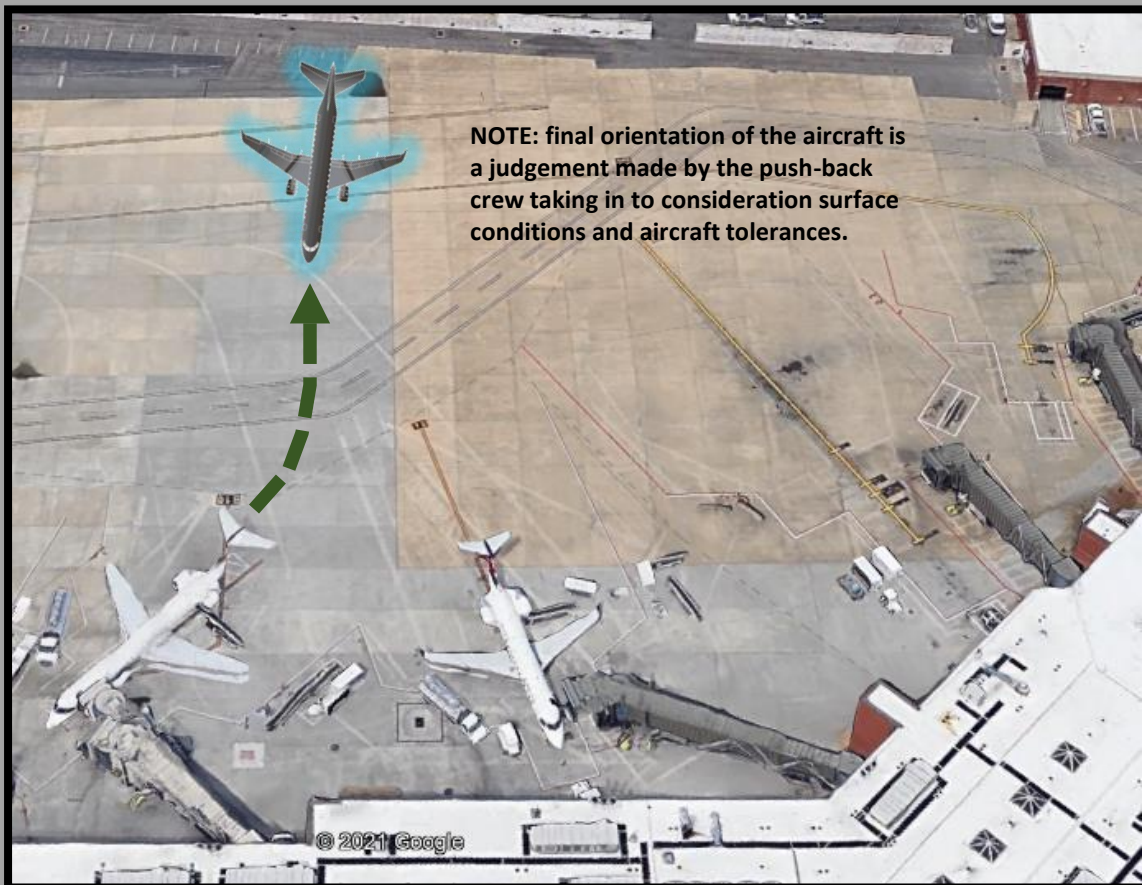 NOTE: final orientation of the aircraft is
a judgement made by the push-back
crew taking in to consideration surface
conditions and aircraft tolerances.
© 2021 Google